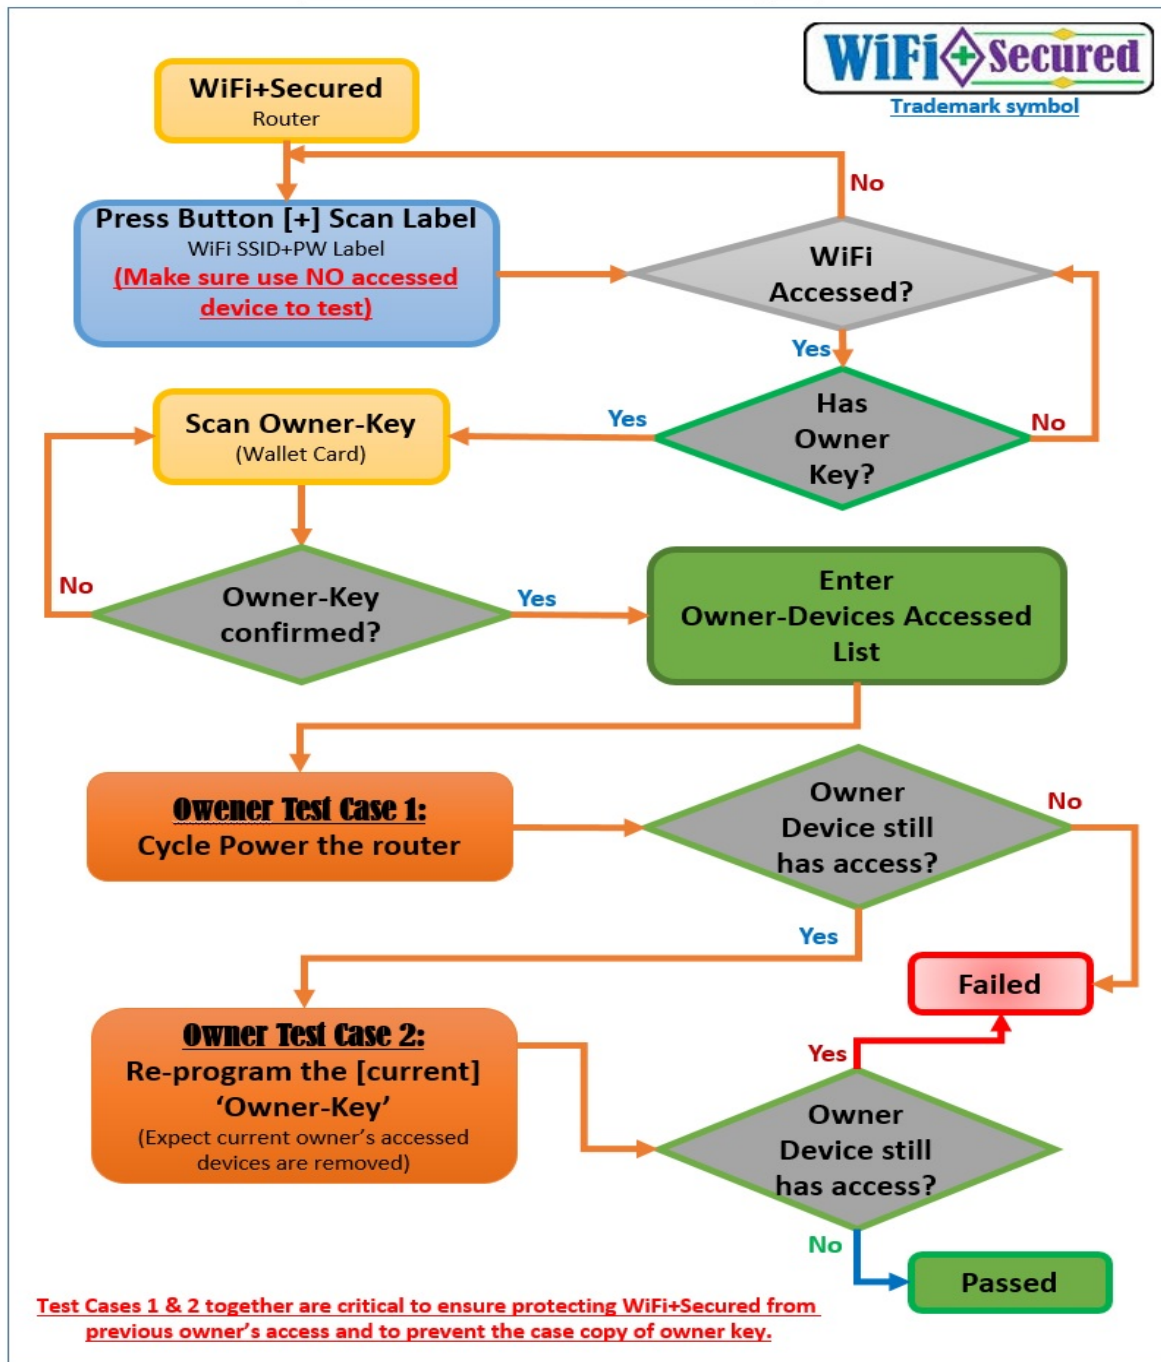 WiFi+Secured
Trademark symbol
WiFi+Secured
Router
No
Press Button [+] Scan Label
WiFi SSID+PW Label
(Make sure use NO accessed
device to test)
WiFi
Accessed?
Yes
Has
Owner
Key?
Yes
No
Scan Owner-Key
(Wallet Card)
No
Owner-Key
confirmed?
Yes
Enter
Owner-Devices Accessed
List
Owener Test Case 1:
Cycle Power the router
Owner
Device still
has access?
No
Yes
Failed
Owner Test Case 2:
Re-program the [current]
‘Owner-Key’
(Expect current owner’s accessed
devices are removed)
Yes
Owner
Device still
has access?
No
Passed
Test Cases 1 & 2 together are critical to ensure protecting WiFi+Secured from
previous owner’s access and to prevent the case copy of owner key.